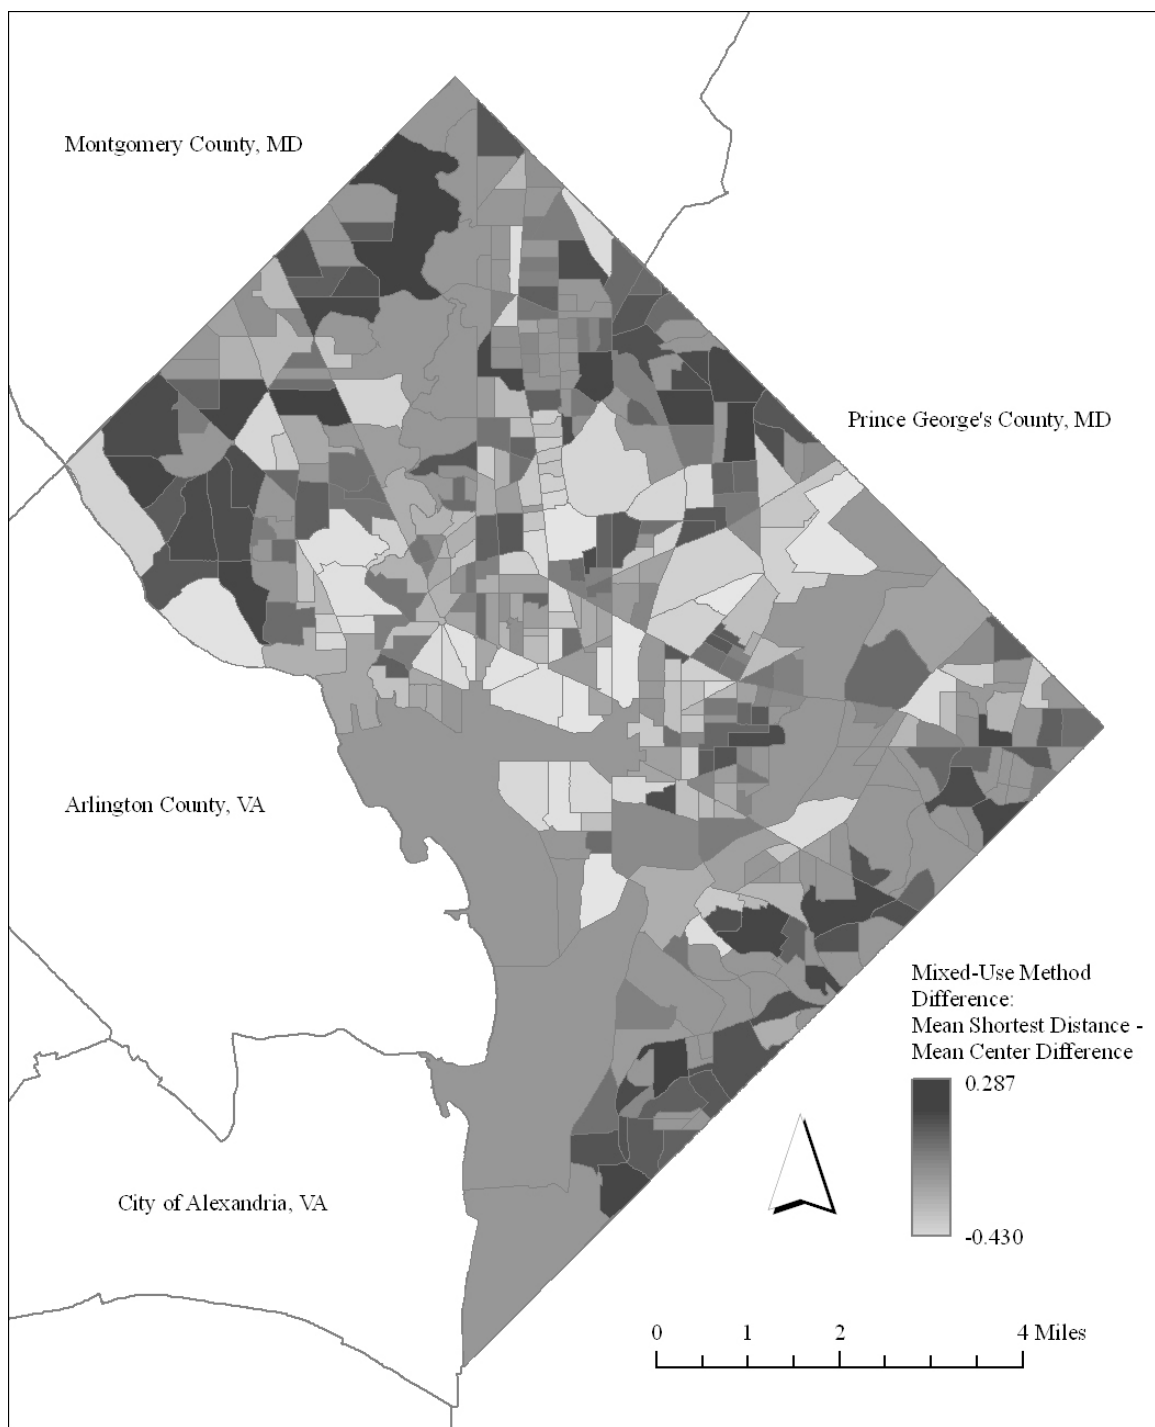 Montgomery County, MD
Prince George's County, MD
Arlington County, VA
Mixed-Use Method
Difference:
Mean Shortest Distance -
Mean Center Difference
0.287
-0.430
City of Alexandria, VA
0 1 2 4 Miles